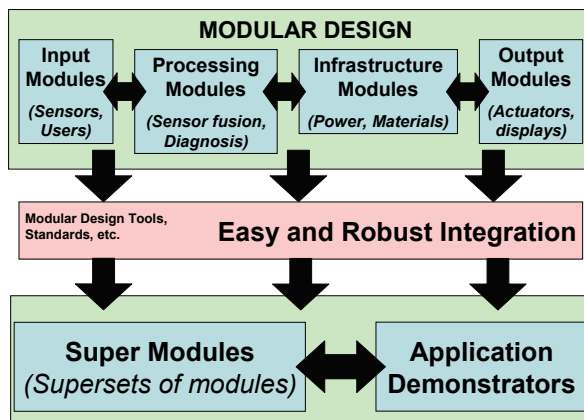 MODULAR DESIGN
Input
Modules
(Sensors,
Users)
Processing
Modules
(Sensor fusion,
Diagnosis)
Infrastructure
Modules
(Power, Materials)
Output
Modules
(Actuators,
displays)
Modular Design Tools,
Standards, etc.
Easy and Robust Integration
Super Modules
(Supersets of modules)
Application
Demonstrators